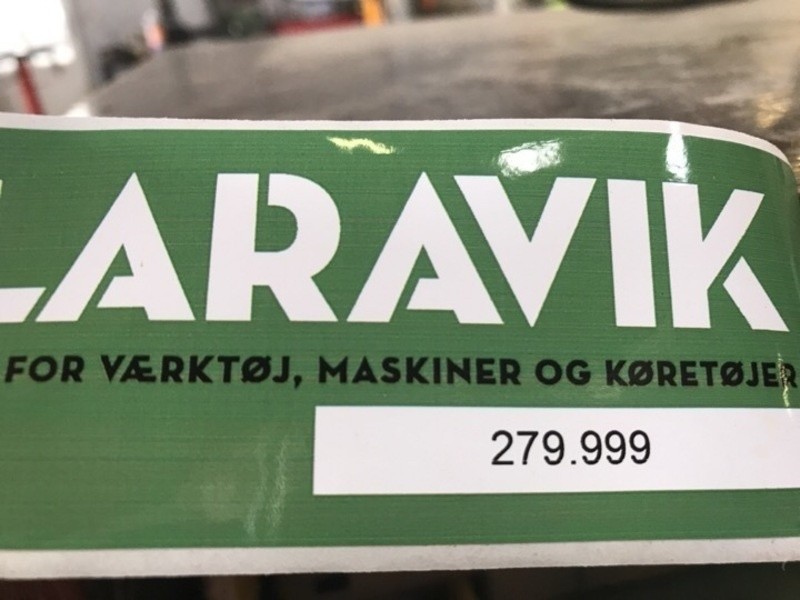 LARAVIK
FOR VÆRKTØJ, MASKINER OG KØRETØJER
279.999